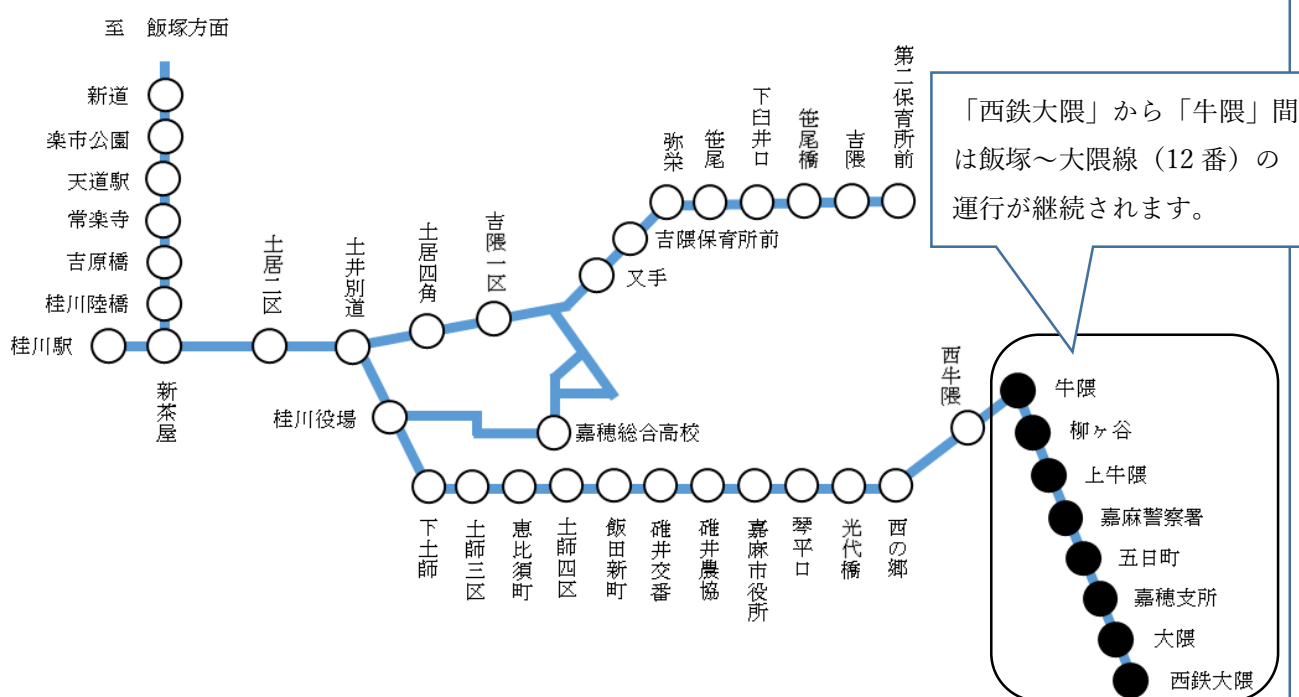 至 飯塚方面
新道
楽市公園
天道駅
常楽寺
吉原橋
桂川陸橋
桂川駅
新茶屋
土居二区
土井別道
土居四角
吉隈一区
又手
吉隈保育所前
弥栄
笹尾
下臼井口
笹尾橋
吉隈
第二保育所前
桂川役場
嘉穂総合高校
下土師
土師三区
恵比須町
土師四区
飯田新町
碓井交番
碓井農協
嘉麻市役所
琴平口
光代橋
西の郷
西牛隈
「西鉄大隈」から「牛隈」間
は飯塚～大隈線（12 番）の
運行が継続されます。
牛隈
柳ヶ谷
上牛隈
嘉麻警察署
五日町
嘉穂支所
大隈
西鉄大隈